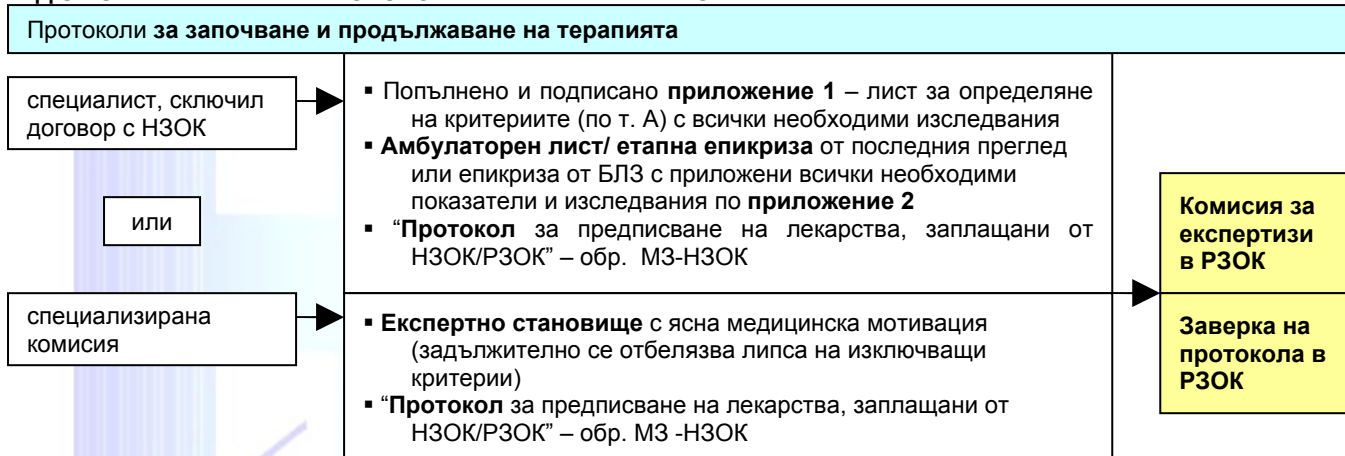 Протоколи за започване и продължаване на терапията
специалист, сключил
договор с НЗОК
или
специализирана
комисия
▪ Попълнено и подписано приложение 1 – лист за определяне
на критериите (по т. А) с всички необходими изследвания
▪ Амбулаторен лист/ етапна епикриза от последния преглед
или епикриза от БЛЗ с приложени всички необходими
показатели и изследвания по приложение 2
▪ “Протокол за предписване на лекарства, заплащани от
НЗОК/РЗОК” – обр. МЗ-НЗОК
▪ Експертно становище с ясна медицинска мотивация
(задължително се отбелязва липса на изключващи
критерии)
▪ “Протокол за предписване на лекарства, заплащани от
НЗОК/РЗОК” – обр. МЗ -НЗОК
Комисия за
експертизи
в РЗОК
Заверка на
протокола в
РЗОК